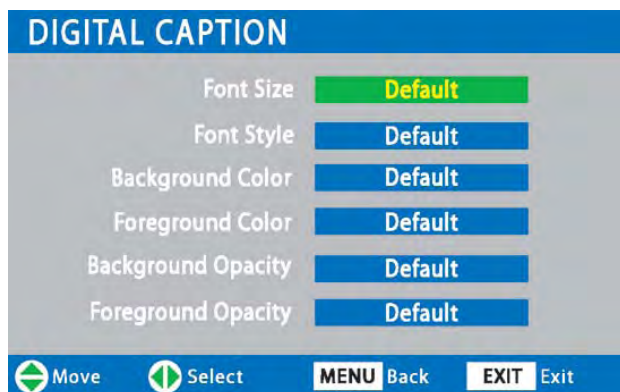 DIGITAL CAPTION
Font Size Default
Font Style Default
Background Color Default
Foreground Color Default
Background Opacity Default
Foreground Opacity Default
Move Select MENU Back EXIT Exit